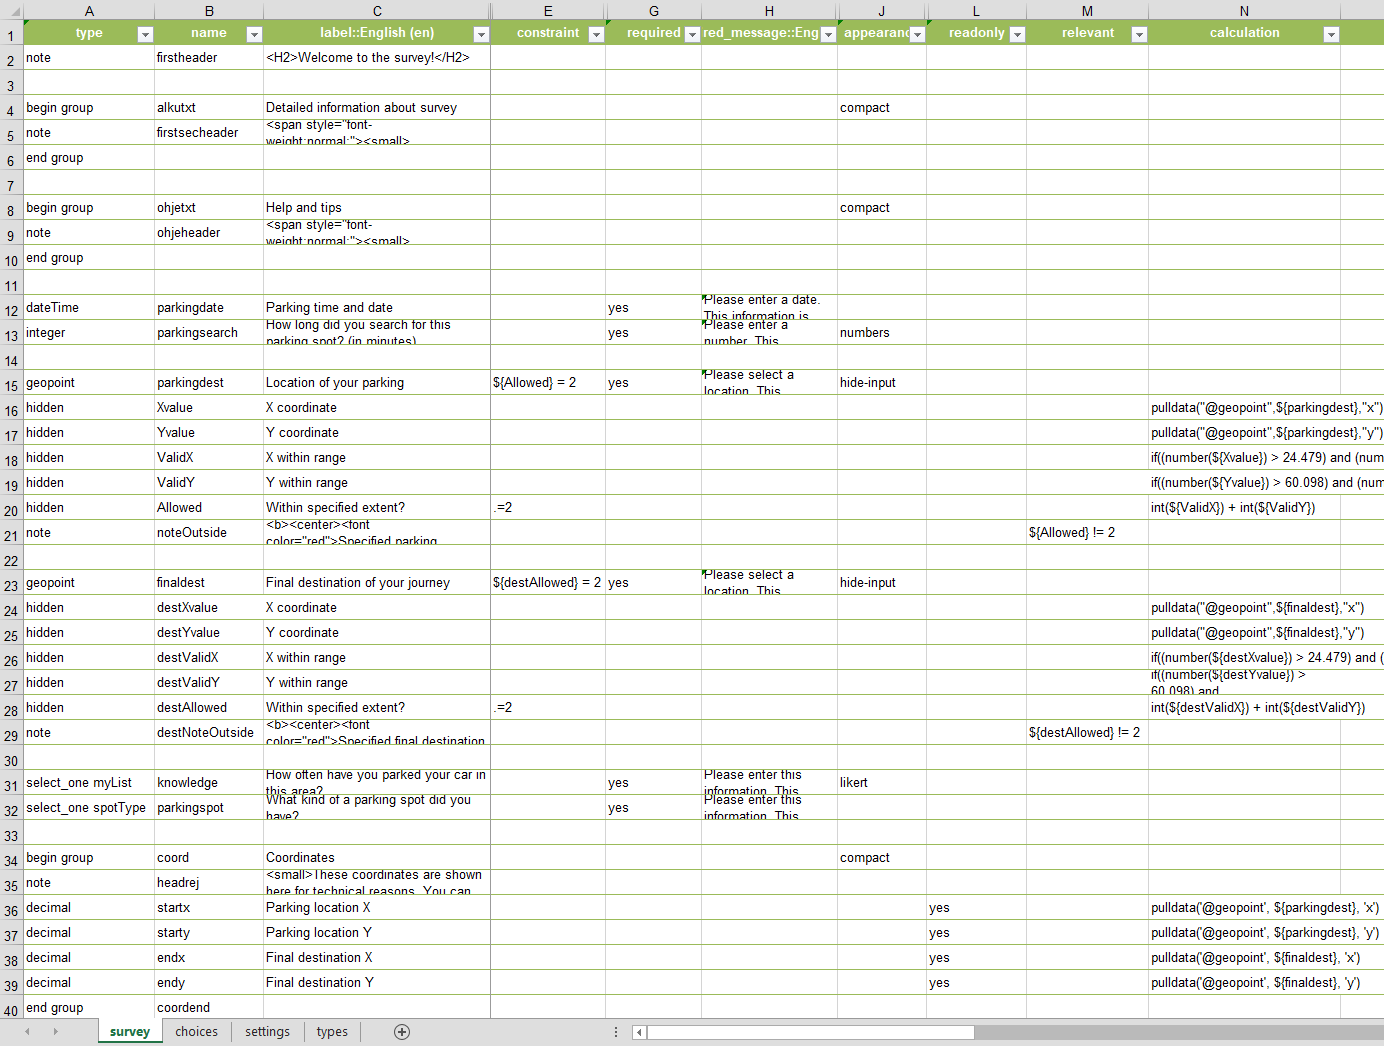 A B C E G H J L M N
1 type name label::English (en) constraint required red_message::Eng appearanc readonly relevant calculation
2 note firstheader <H2>Welcome to the survey!</H2>
3
4 begin group alkutxt Detailed information about survey compact
5 note firstsecheader <span style="font-
weight:normal;"><small>
6 end group
7
8 begin group ohjetxt Help and tips compact
9 note ohjeheader <span style="font-
weight:normal;"><small>
10 end group
11
12 dateTime parkingdate Parking time and date yes Please enter a date.
This information is
13 integer parkingsearch How long did you search for this yes Please enter a numbers
parking spot? (in minutes) number. This
14
15 geopoint parkingdest Location of your parking ${Allowed} = 2 yes Please select a hide-input
location. This
16 hidden Xvalue X coordinate pulldata("@geopoint",${parkingdest},"x")
17 hidden Yvalue Y coordinate pulldata("@geopoint",${parkingdest},"y")
18 hidden ValidX X within range if((number(${Xvalue}) > 24.479) and (num
19 hidden ValidY Y within range if((number(${Yvalue}) > 60.098) and (num
20 hidden Allowed Within specified extent? .=2 int(${ValidX}) + int(${ValidY})
21 note noteOutside <b><center><font ${Allowed} != 2
color="red">Specified parking
22
23 geopoint finaldest Final destination of your journey ${destAllowed} = 2 yes Please select a hide-input
location. This
24 hidden destXvalue X coordinate pulldata("@geopoint",${finaldest},"x")
25 hidden destYvalue Y coordinate pulldata("@geopoint",${finaldest},"y")
26 hidden destValidX X within range if((number(${destXvalue}) > 24.479) and (
27 hidden destValidY Y within range if((number(${destYvalue}) >
60.098) and
28 hidden destAllowed Within specified extent? .=2 int(${destValidX}) + int(${destValidY})
29 note destNoteOutside <b><center><font ${destAllowed} != 2
color="red">Specified final destination
30
31 select_one myList knowledge How often have you parked your car in yes Please enter this likert
this area? information. This
32 select_one spotType parkingspot What kind of a parking spot did you yes Please enter this
have? information. This
33
34 begin group coord Coordinates compact
35 note headrej <small>These coordinates are shown
here for technical reasons. You can
36 decimal startx Parking location X yes pulldata('@geopoint', ${parkingdest}, 'x')
37 decimal starty Parking location Y yes pulldata('@geopoint', ${parkingdest}, 'y')
38 decimal endx Final destination X yes pulldata('@geopoint', ${finaldest}, 'x')
39 decimal endy Final destination Y yes pulldata('@geopoint', ${finaldest}, 'y')
40 end group coordend
survey choices settings types